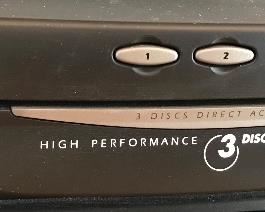 1 2
3 DISCS DIRECT AC
HIGH PERFORMANCE 3 DISC